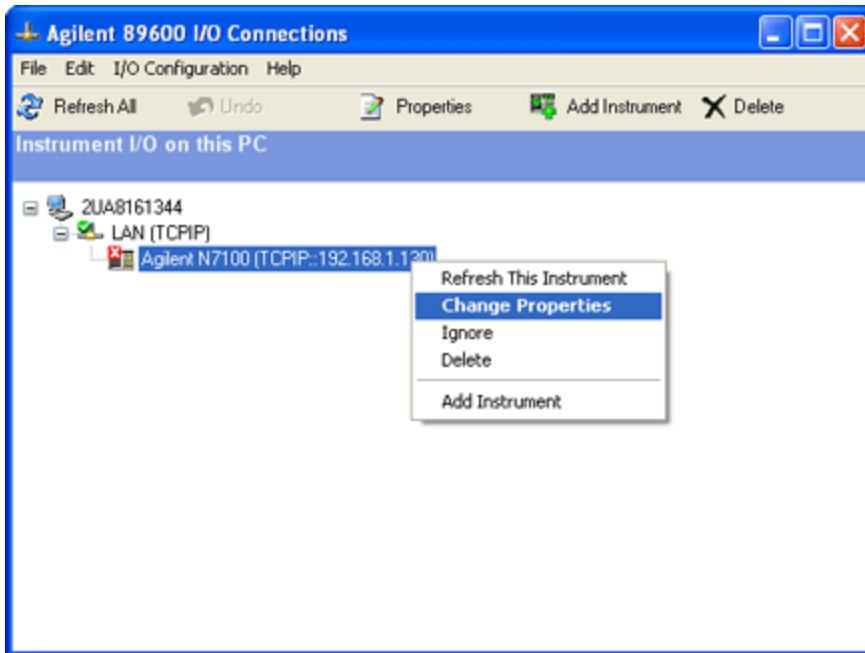 Agilent 89600 I/O Connections
File Edit I/O Configuration Help
Refresh All Undo Properties Add Instrument Delete
Instrument I/O on this PC
2UA8161344
LAN (TCPIP)
Agilent N7100 (TCPIP::192.168.1.130)
Refresh This Instrument
Change Properties
Ignore
Delete
Add Instrument